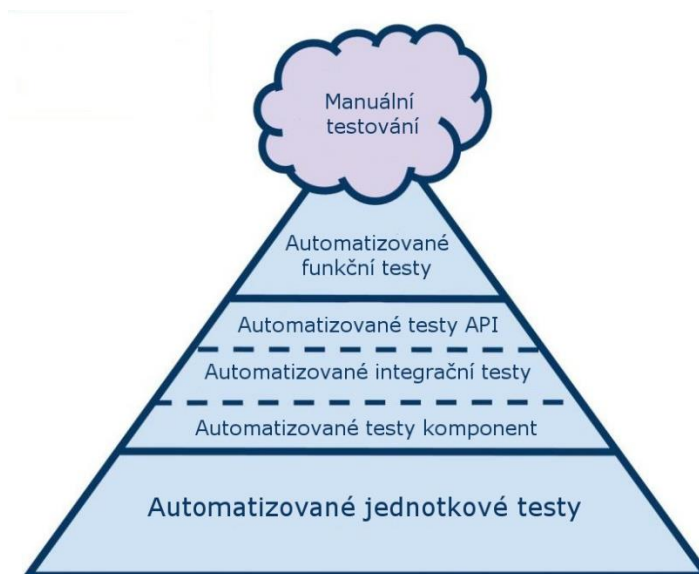 Manuální
testování
Automatizované
funkční testy
Automatizované testy API
Automatizované integrační testy
Automatizované testy komponent
Automatizované jednotkové testy